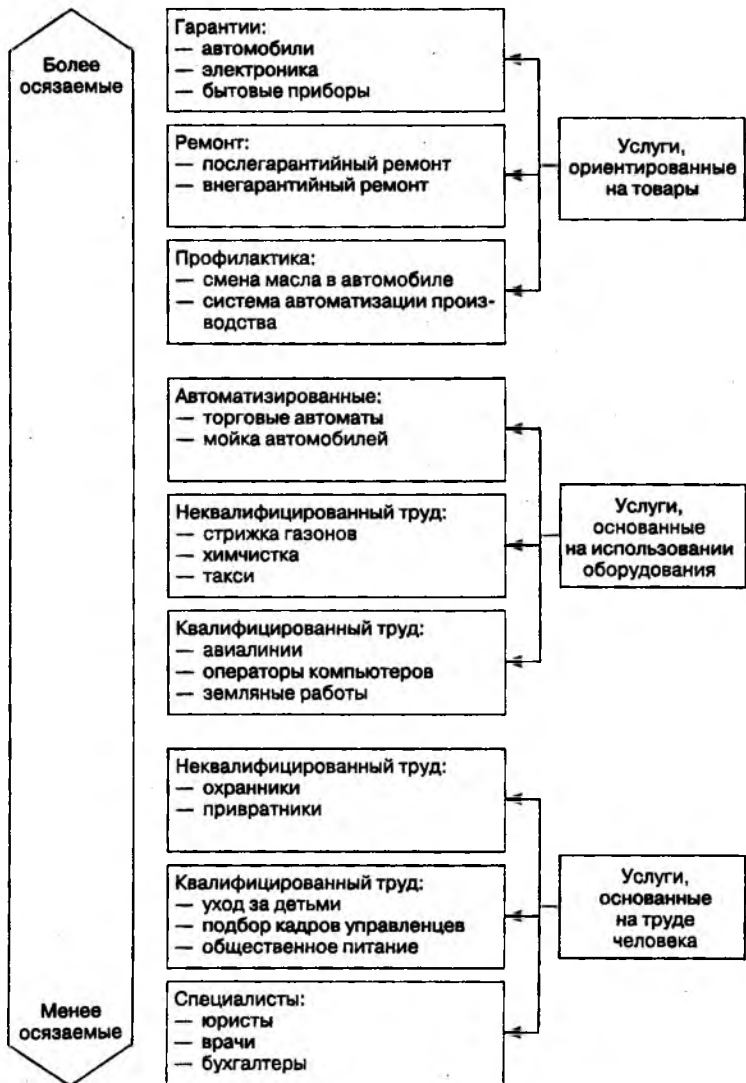 Более
осязаемые
Гарантии:
— автомобили
— электроника
— бытовые приборы
Ремонт:
— послегарантийный ремонт
— внегарантийный ремонт
Профилактика:
— смена масла в автомобиле
— система автоматизации произ-
водства
Услуги,
ориентированные
на товары
Автоматизированные:
— торговые автоматы
— мойка автомобилей
Неквалифицированный труд:
— стрижка газонов
— химчистка
— такси
Квалифицированный труд:
— авиалинии
— операторы компьютеров
— земляные работы
Услуги,
основанные
на использовании
оборудования
Неквалифицированный труд:
— охранники
— привратники
Квалифицированный труд:
— уход за детьми
— подбор кадров управленцев
— общественное питание
Специалисты:
— юристы
— врачи
— бухгалтеры
Услуги,
основанные
на труде
человека
Менее
осязаемые